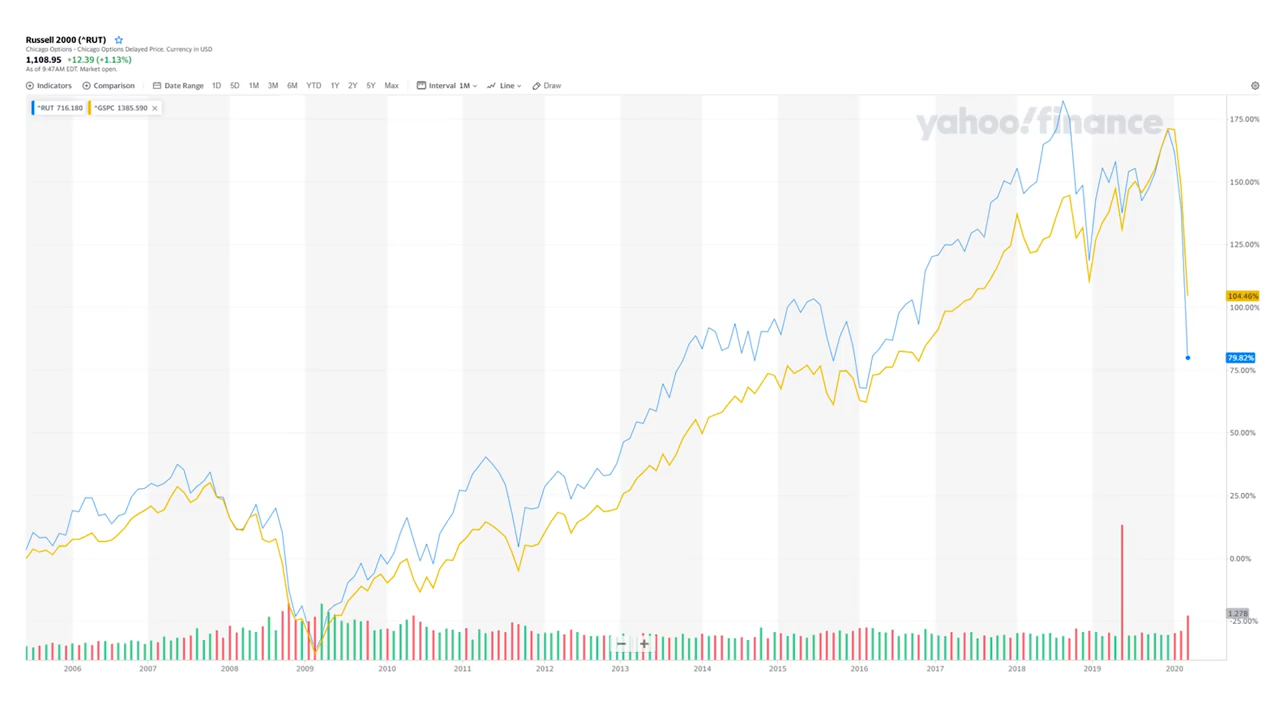 Russell 2000 (^RUT)
Chicago Options - Chicago Options Delayed Price. Currency in USD
1,108.95 +12.39 (+1.13%)
As of 9:47AM EDT. Market open.
Indicators Comparison Date Range 1D 5D 1M 3M 6M YTD 1Y 2Y 5Y Max Interval 1M Line Draw
^RUT 716.180 ^GSPC 1385.590
yahoo!finance
175.00%
150.00%
125.00%
104.46%
100.00%
79.82%
75.00%
50.00%
25.00%
0.00%
1.27B
-25.00%
2006 2007 2008 2009 2010 2011 2012 2013 2014 2015 2016 2017 2018 2019 2020